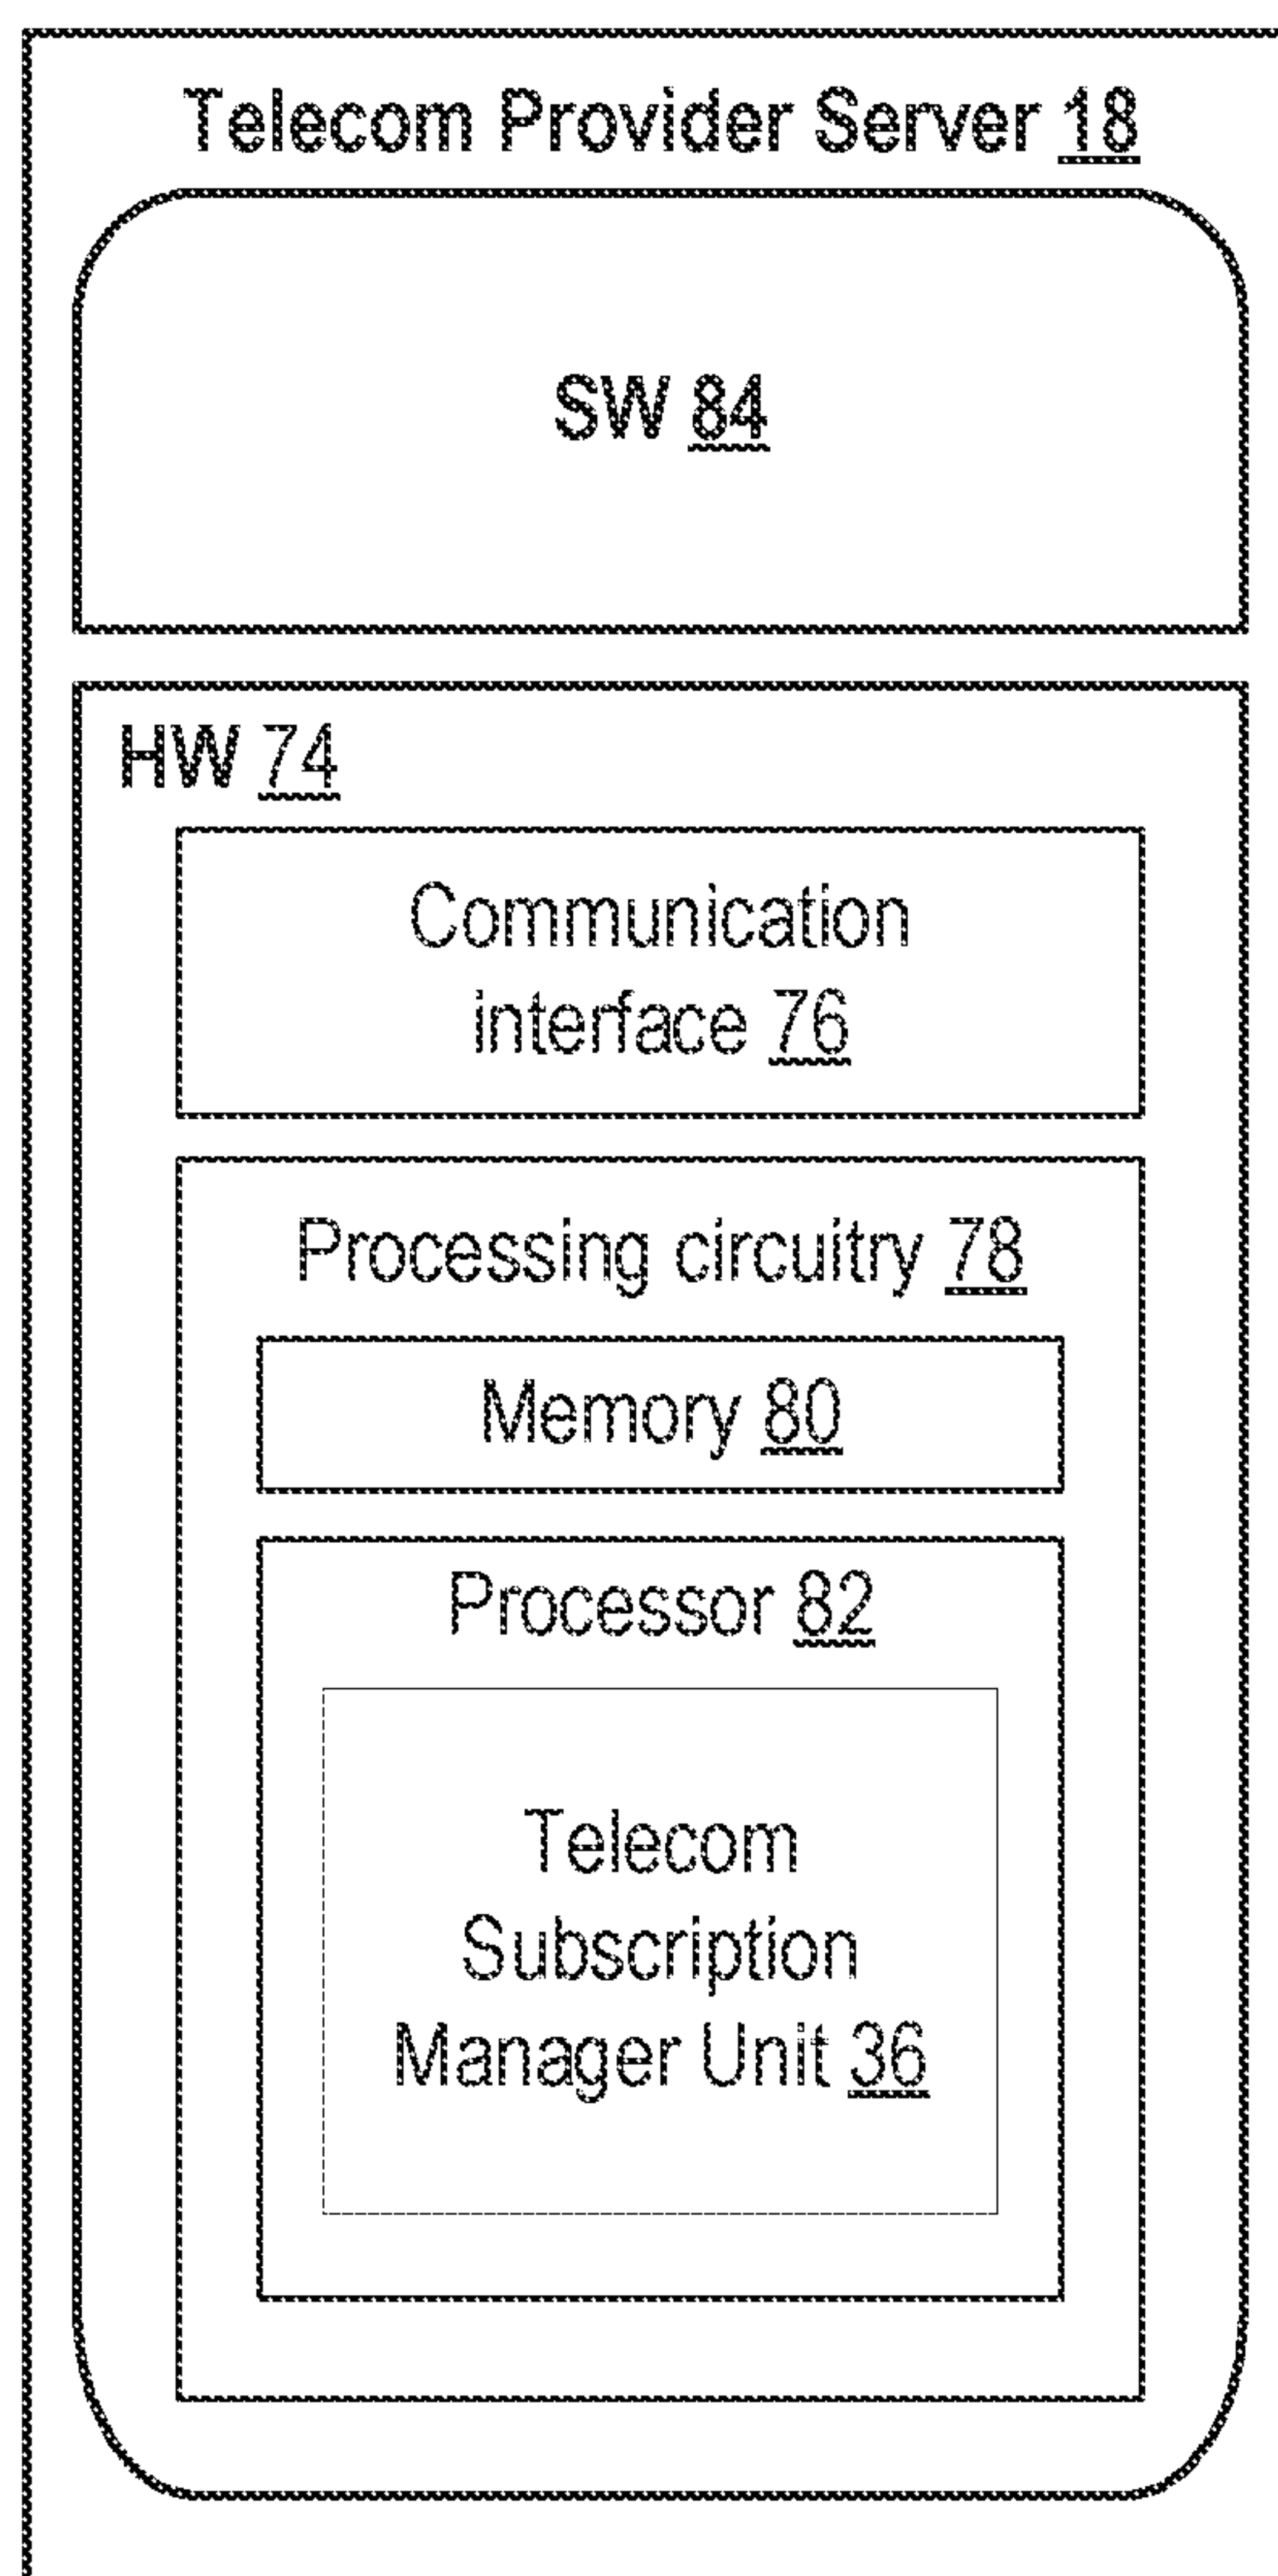 Telecom Provider Server 18
SW 84
HW 74
Communication
interface 76
Processing circuitry 78
Memory 80
Processor 82
Telecom
Subscription
Manager Unit 36